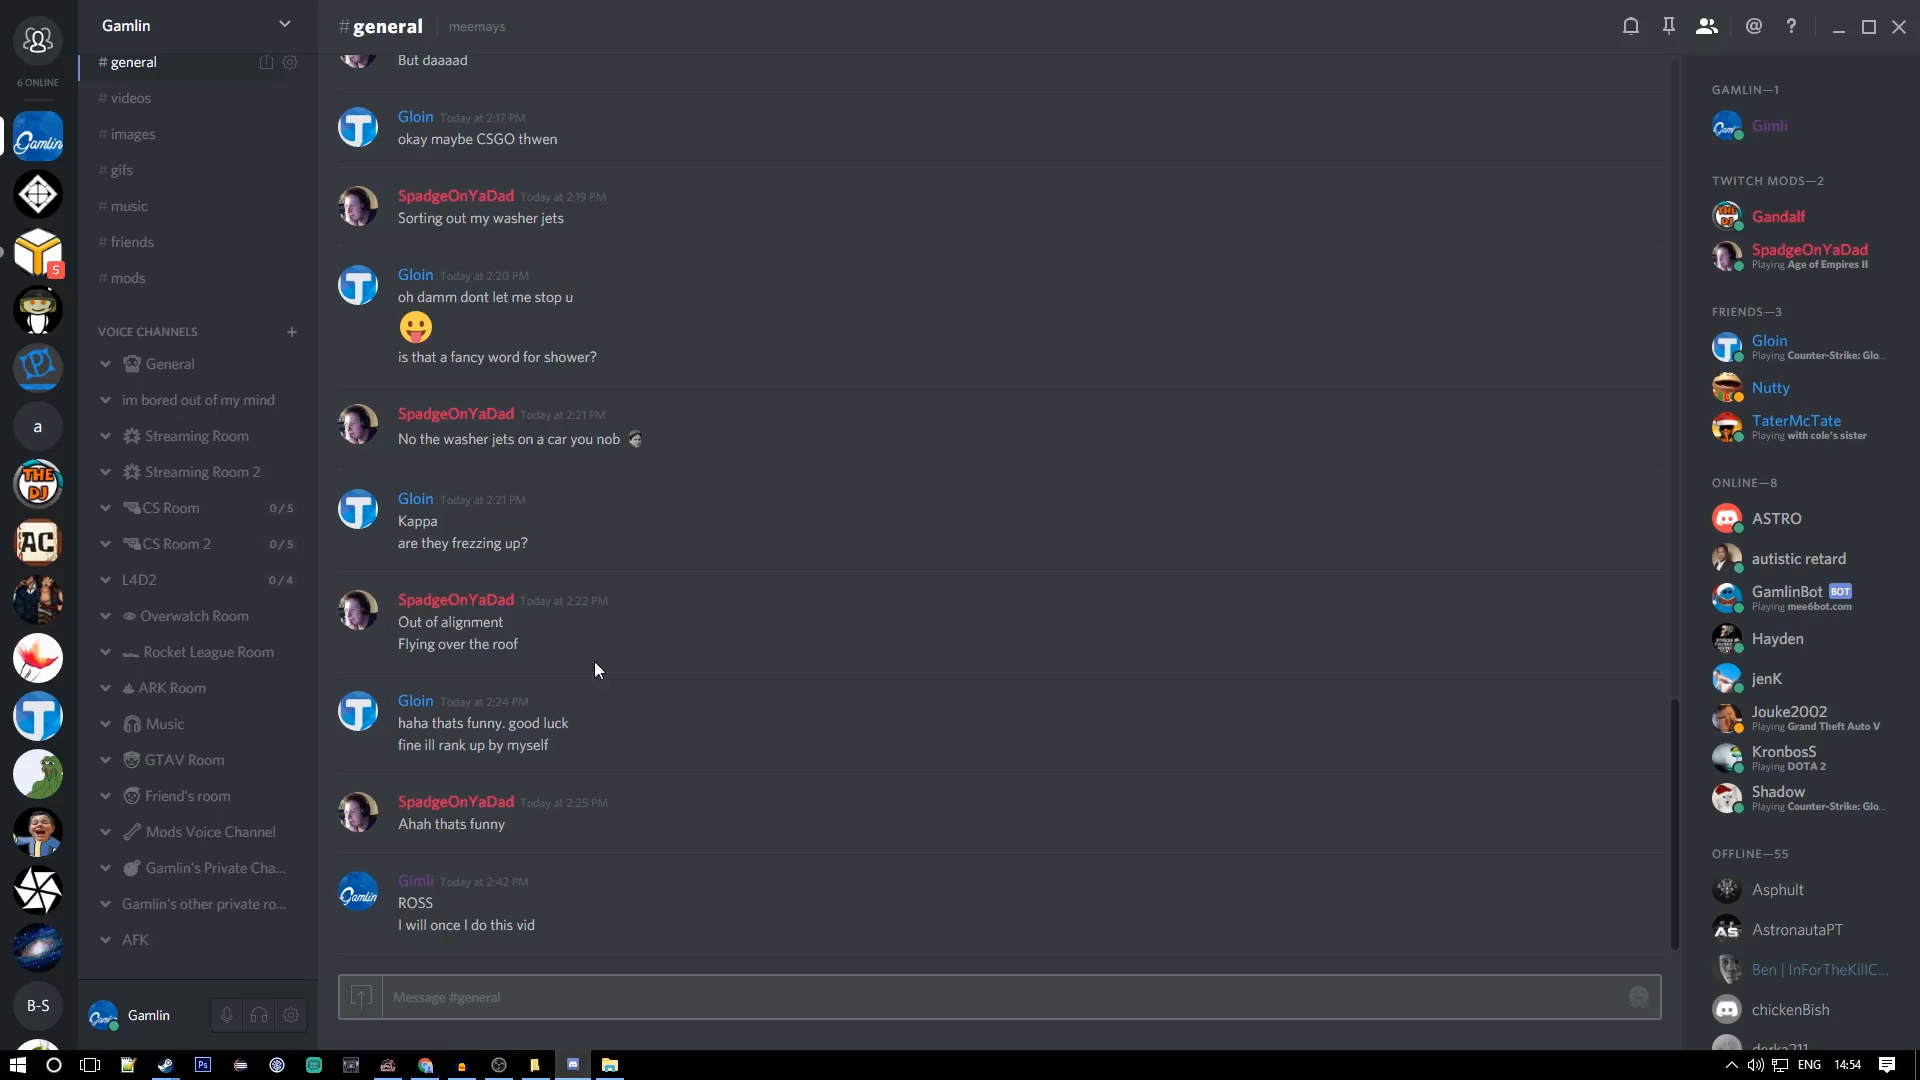 6 ONLINE
Gamlin
5
a
THE
DJ
AC
T
B-S
Gamlin
# general
# videos
# images
# gifs
# music
# friends
# mods
VOICE CHANNELS
General
im bored out of my mind
Streaming Room
Streaming Room 2
CS Room 0/5
CS Room 2 0/5
L4D2 0/4
Overwatch Room
Rocket League Room
ARK Room
Music
GTAV Room
Friend's room
Mods Voice Channel
Gamlin's Private Cha...
Gamlin's other private ro...
AFK
Gamlin
#general meemays
But daaaad
Gloin Today at 2:17 PM
okay maybe CSGO thwen
SpadgeOnYaDad Today at 2:19 PM
Sorting out my washer jets
Gloin Today at 2:20 PM
oh damm dont let me stop u
is that a fancy word for shower?
SpadgeOnYaDad Today at 2:21 PM
No the washer jets on a car you nob
Gloin Today at 2:21 PM
Kappa
are they frezzing up?
SpadgeOnYaDad Today at 2:22 PM
Out of alignment
Flying over the roof
Gloin Today at 2:24 PM
haha thats funny. good luck
fine ill rank up by myself
SpadgeOnYaDad Today at 2:25 PM
Ahah thats funny
Gimli Today at 2:42 PM
ROSS
I will once I do this vid
Message #general
GAMLIN—1
Gimli
TWITCH MODS—2
Gandalf
SpadgeOnYaDad
Playing Age of Empires II
FRIENDS—3
Gloin
Playing Counter-Strike: Glo...
Nutty
TaterMcTate
Playing with cole's sister
ONLINE—8
ASTRO
autistic retard
GamlinBot BOT
Playing mee6bot.com
Hayden
jenK
Jouke2002
Playing Grand Theft Auto V
KronbosS
Playing DOTA 2
Shadow
Playing Counter-Strike: Glo...
OFFLINE—55
Asphult
AstronautaPT
Ben | InForTheKillC...
chickenBish
derka211
ENG 14:54